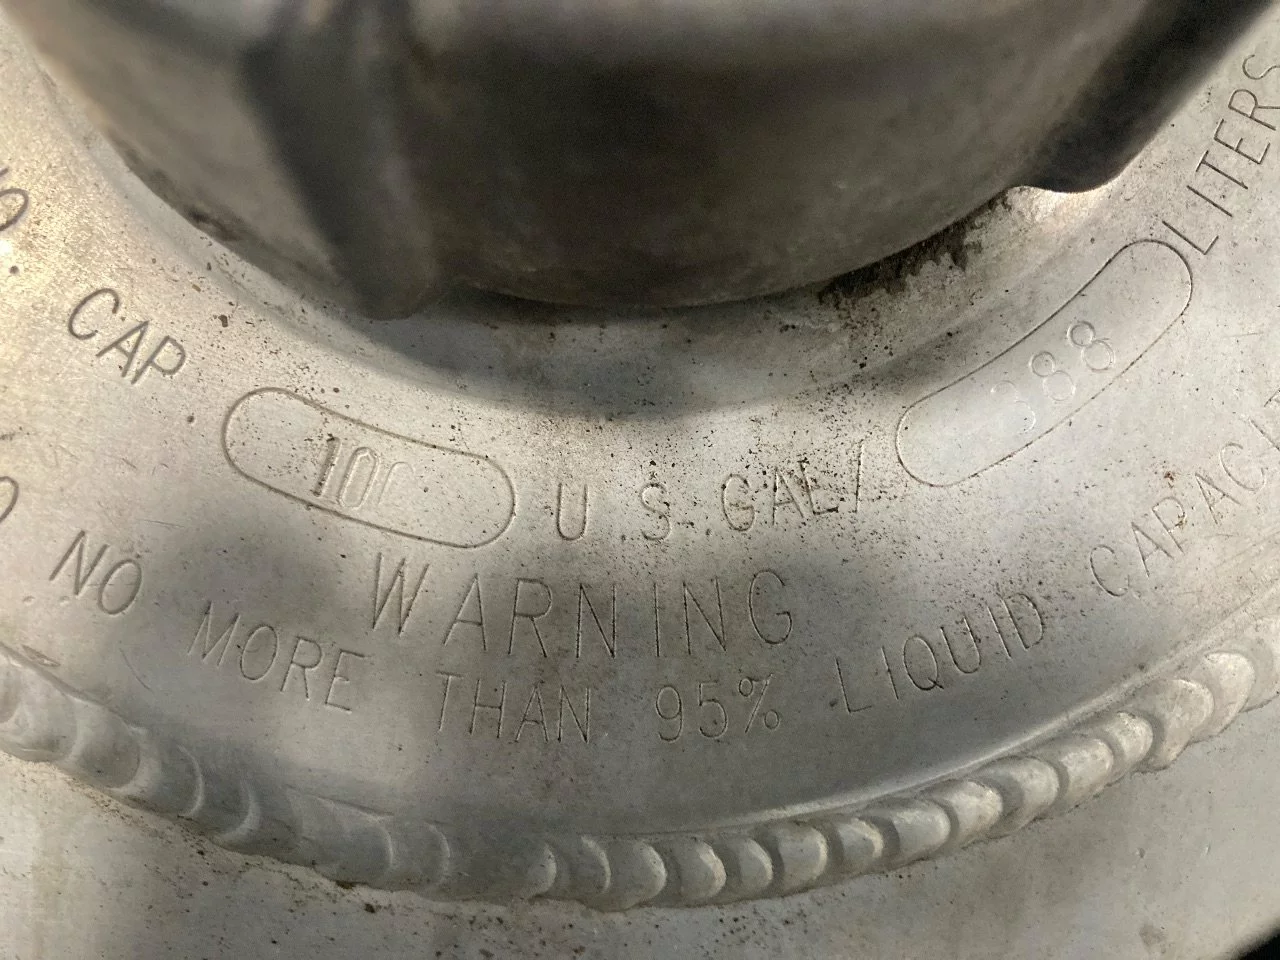 CAP. 100 U.S. GAL/ 388 LITERS
WARNING
NO MORE THAN 95% LIQUID